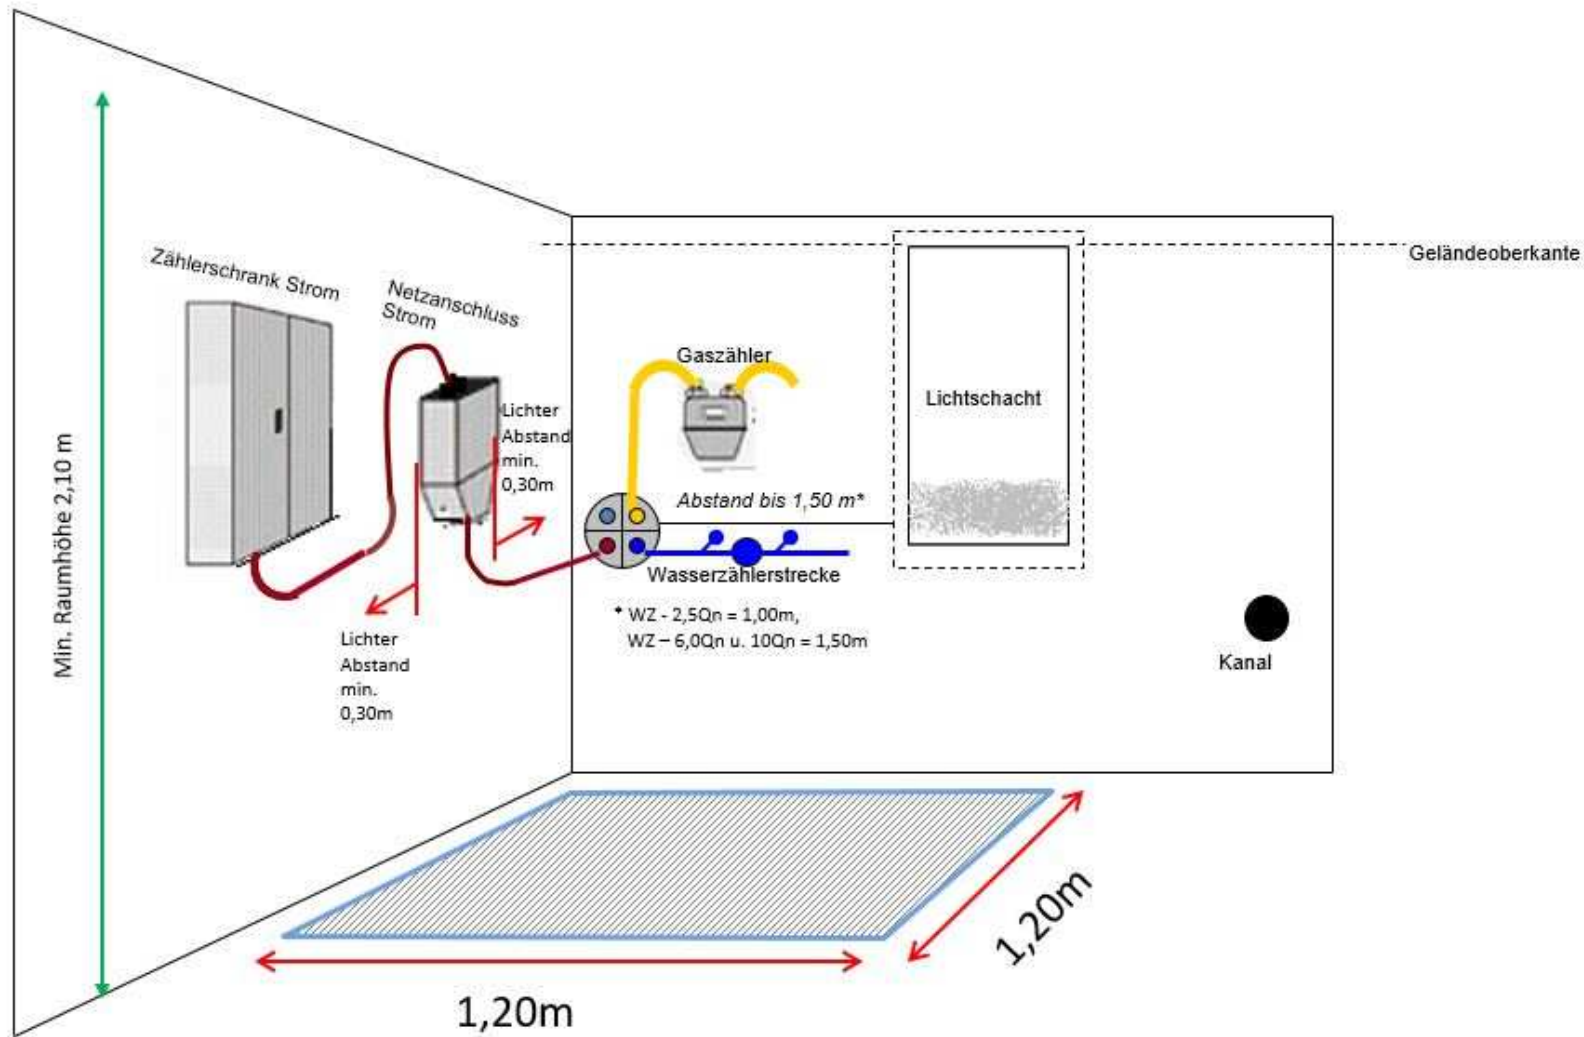 Geländeoberkante
Zählerschrank Strom
Netzanschluss
Strom
Gaszähler
Lichtschacht
Lichter
Abstand
min.
0,30m
Abstand bis 1,50 m*
Min. Raumhöhe 2,10 m
Wasserzählerstrecke
* WZ - 2,5Qn = 1,00m,
WZ – 6,0Qn u. 10Qn = 1,50m
Lichter
Abstand
min.
0,30m
Kanal
1,20m
1,20m